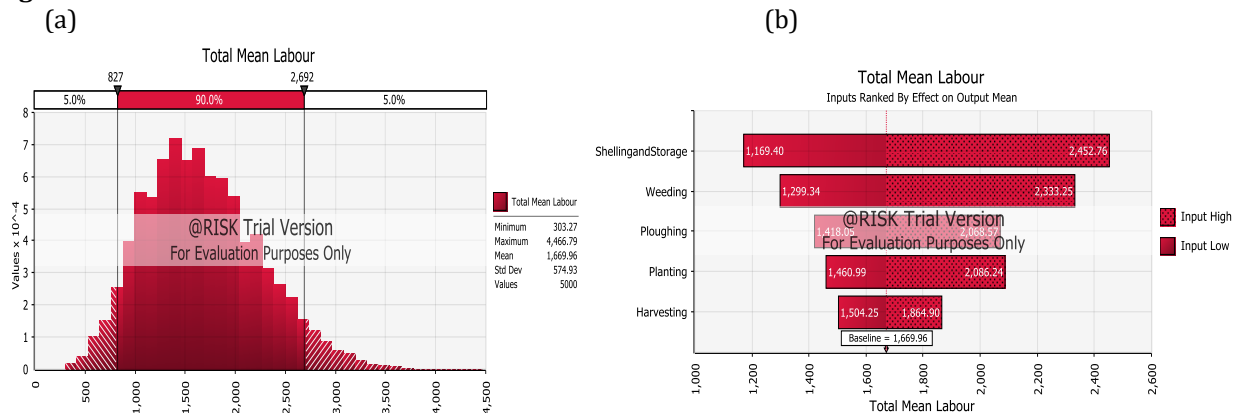 (a)
Total Mean Labour
827
2,692
5.0%
90.0%
5.0%
Values x 10^-4
8
7
6
5
4
3
2
1
0
@RISK Trial Version
For Evaluation Purposes Only
0
500
1,000
1,500
2,000
2,500
3,000
3,500
4,000
4,500
Total Mean Labour
Minimum 303.27
Maximum 4,466.79
Mean 1,669.96
Std Dev 574.93
Values 5000
(b)
Total Mean Labour
Inputs Ranked By Effect on Output Mean
ShellingandStorage
1,169.40
2,452.76
Weeding
1,299.34
2,333.25
Ploughing
1,418.05
2,068.57
@RISK Trial Version
For Evaluation Purposes Only
Planting
1,460.99
2,086.24
Harvesting
1,504.25
1,864.90
Baseline = 1,669.96
1,000
1,200
1,400
1,600
1,800
2,000
2,200
2,400
2,600
Total Mean Labour
Input High
Input Low